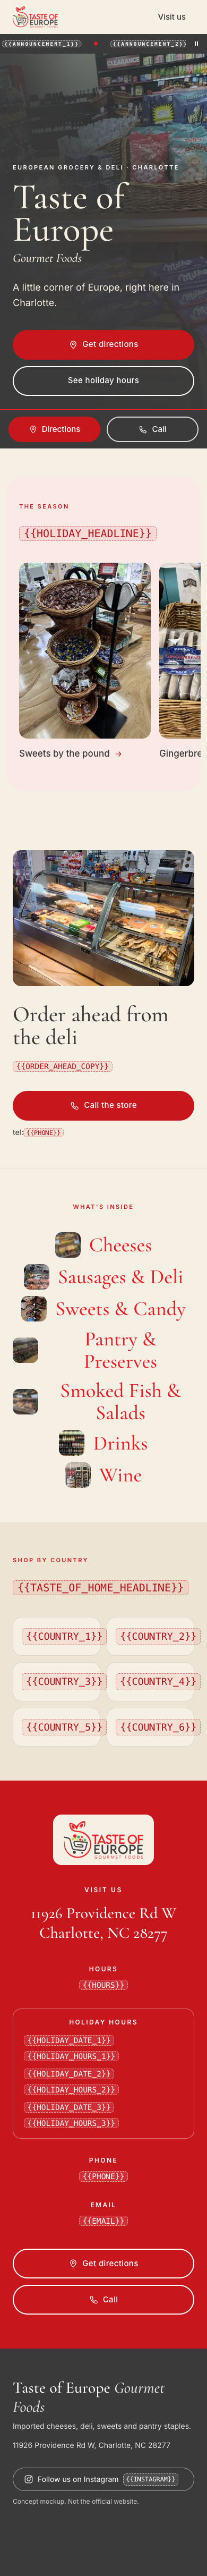 TASTE OF
EUROPE
GOURMET FOODS
Visit us
{{ANNOUNCEMENT_1}}
{{ANNOUNCEMENT_2}}
CLEARANCE
EUROPEAN GROCERY & DELI · CHARLOTTE
Taste of
Europe
Gourmet Foods
A little corner of Europe, right here in
Charlotte.
Get directions
See holiday hours
Directions
Call
THE SEASON
{{HOLIDAY_HEADLINE}}
Sweets by the pound →
Gingerbre
Order ahead from
the deli
{{ORDER_AHEAD_COPY}}
Call the store
tel:{{PHONE}}
WHAT'S INSIDE
Cheeses
Sausages & Deli
Sweets & Candy
Pantry &
Preserves
Smoked Fish &
Salads
Drinks
Wine
SHOP BY COUNTRY
{{TASTE_OF_HOME_HEADLINE}}
{{COUNTRY_1}}
{{COUNTRY_2}}
{{COUNTRY_3}}
{{COUNTRY_4}}
{{COUNTRY_5}}
{{COUNTRY_6}}
TASTE OF
EUROPE
GOURMET FOODS
VISIT US
11926 Providence Rd W
Charlotte, NC 28277
HOURS
{{HOURS}}
HOLIDAY HOURS
{{HOLIDAY_DATE_1}}
{{HOLIDAY_HOURS_1}}
{{HOLIDAY_DATE_2}}
{{HOLIDAY_HOURS_2}}
{{HOLIDAY_DATE_3}}
{{HOLIDAY_HOURS_3}}
PHONE
{{PHONE}}
EMAIL
{{EMAIL}}
Get directions
Call
Taste of Europe Gourmet
Foods
Imported cheeses, deli, sweets and pantry staples.
11926 Providence Rd W, Charlotte, NC 28277
Follow us on Instagram {{INSTAGRAM}}
Concept mockup. Not the official website.